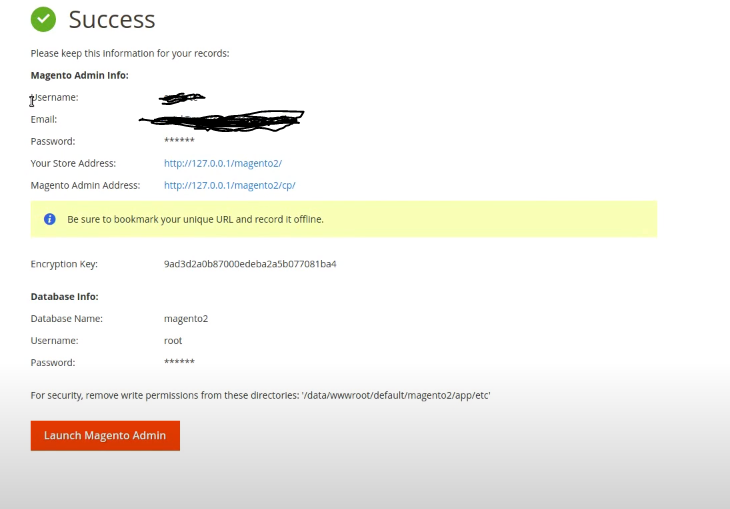 Success
Please keep this information for your records:
Magento Admin Info:
Username:
Email:
Password: ******
Your Store Address: http://127.0.0.1/magento2/
Magento Admin Address: http://127.0.0.1/magento2/cp/
Be sure to bookmark your unique URL and record it offline.
Encryption Key: 9ad3d2a0b87000edeba2a5b077081ba4
Database Info:
Database Name: magento2
Username: root
Password: ******
For security, remove write permissions from these directories: '/data/wwwroot/default/magento2/app/etc'
Launch Magento Admin